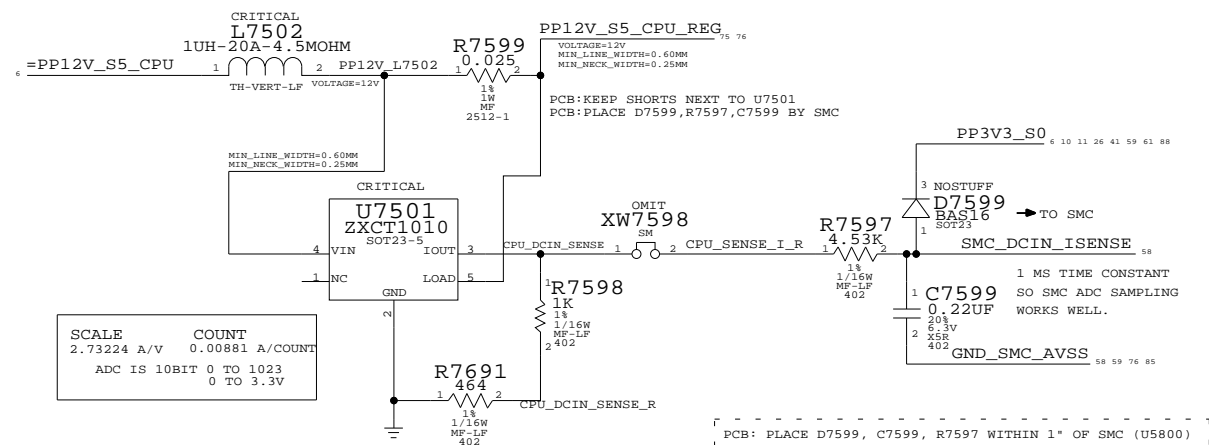 CRITICAL
L7502
1UH-20A-4.5MOHM
6 =PP12V_S5_CPU
1 2
TH-VERT-LF
VOLTAGE=12V
PP12V_L7502
R7599
0.025
1 2
1%
1W
MF
2512-1
PP12V_S5_CPU_REG
75 76
VOLTAGE=12V
MIN_LINE_WIDTH=0.60MM
MIN_NECK_WIDTH=0.25MM
PCB:KEEP SHORTS NEXT TO U7501
PCB:PLACE D7599,R7597,C7599 BY SMC
MIN_LINE_WIDTH=0.60MM
MIN_NECK_WIDTH=0.25MM
CRITICAL
U7501
ZXCT1010
SOT23-5
4 VIN
IOUT 3
1 NC
LOAD 5
GND
2
CPU_DCIN_SENSE
OMIT
XW7598
SM
1 2
CPU_SENSE_I_R
R7597
4.53K
1 2
1%
1/16W
MF-LF
402
PP3V3_S0
6 10 11 26 41 59 61 88
3 NOSTUFF
D7599
BAS16
SOT23
1
TO SMC
SMC_DCIN_ISENSE
58
1 MS TIME CONSTANT
SO SMC ADC SAMPLING
WORKS WELL.
1
C7599
0.22UF
20%
6.3V
X5R
402
2
GND_SMC_AVSS
58 59 76 85
1
R7598
1K
1%
1/16W
MF-LF
402
2
R7691
464
1 2
1%
1/16W
MF-LF
402
CPU_DCIN_SENSE_R
SCALE COUNT
2.73224 A/V 0.00881 A/COUNT
ADC IS 10BIT 0 TO 1023
0 TO 3.3V
PCB: PLACE D7599, C7599, R7597 WITHIN 1" OF SMC (U5800)